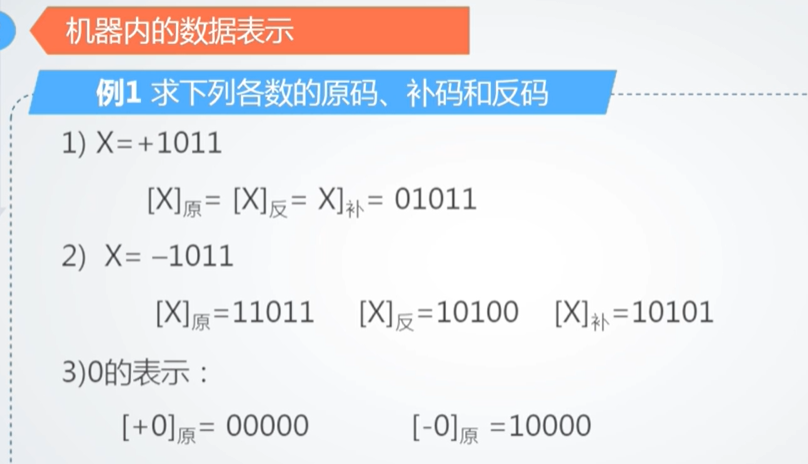 机器内的数据表示
例1 求下列各数的原码、补码和反码
1) X=+1011
[X]原= [X]反= X]补= 01011
2) X= –1011
[X]原=11011 [X]反=10100 [X]补=10101
3)0的表示：
[+0]原= 00000 [-0]原 =10000